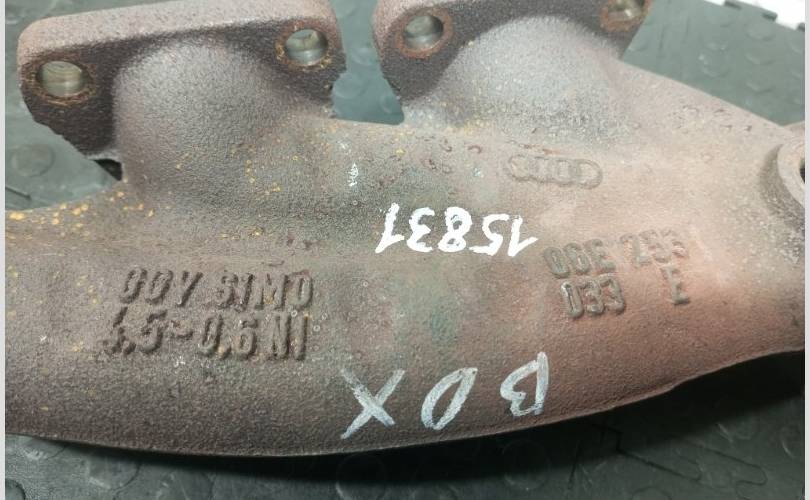 15831
06E 253
033 E
GGV SIMO
4.5-0.6 NI
BDX